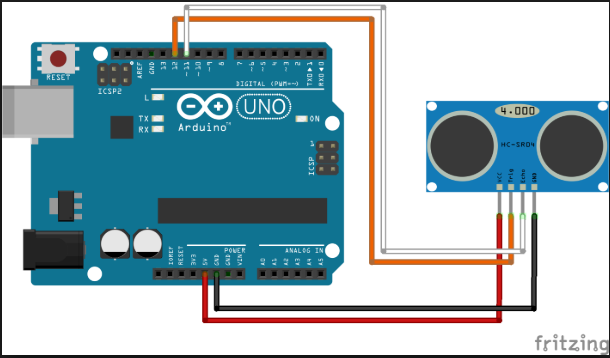 RESET
ICSP2
AREF
GND
13
12
~11
~10
~9
8
7
~6
~5
4
~3
2
TX0▶1
RX0◀0
DIGITAL (PWM=~)
L
TX
RX
Arduino™
UNO
ON
1
ICSP
4.000
HC-SR04
VCC
Trig
Echo
GND
POWER
ANALOG IN
IOREF
RESET
3V3
5V
GND
GND
VIN
A0
A1
A2
A3
A4
A5
fritzing